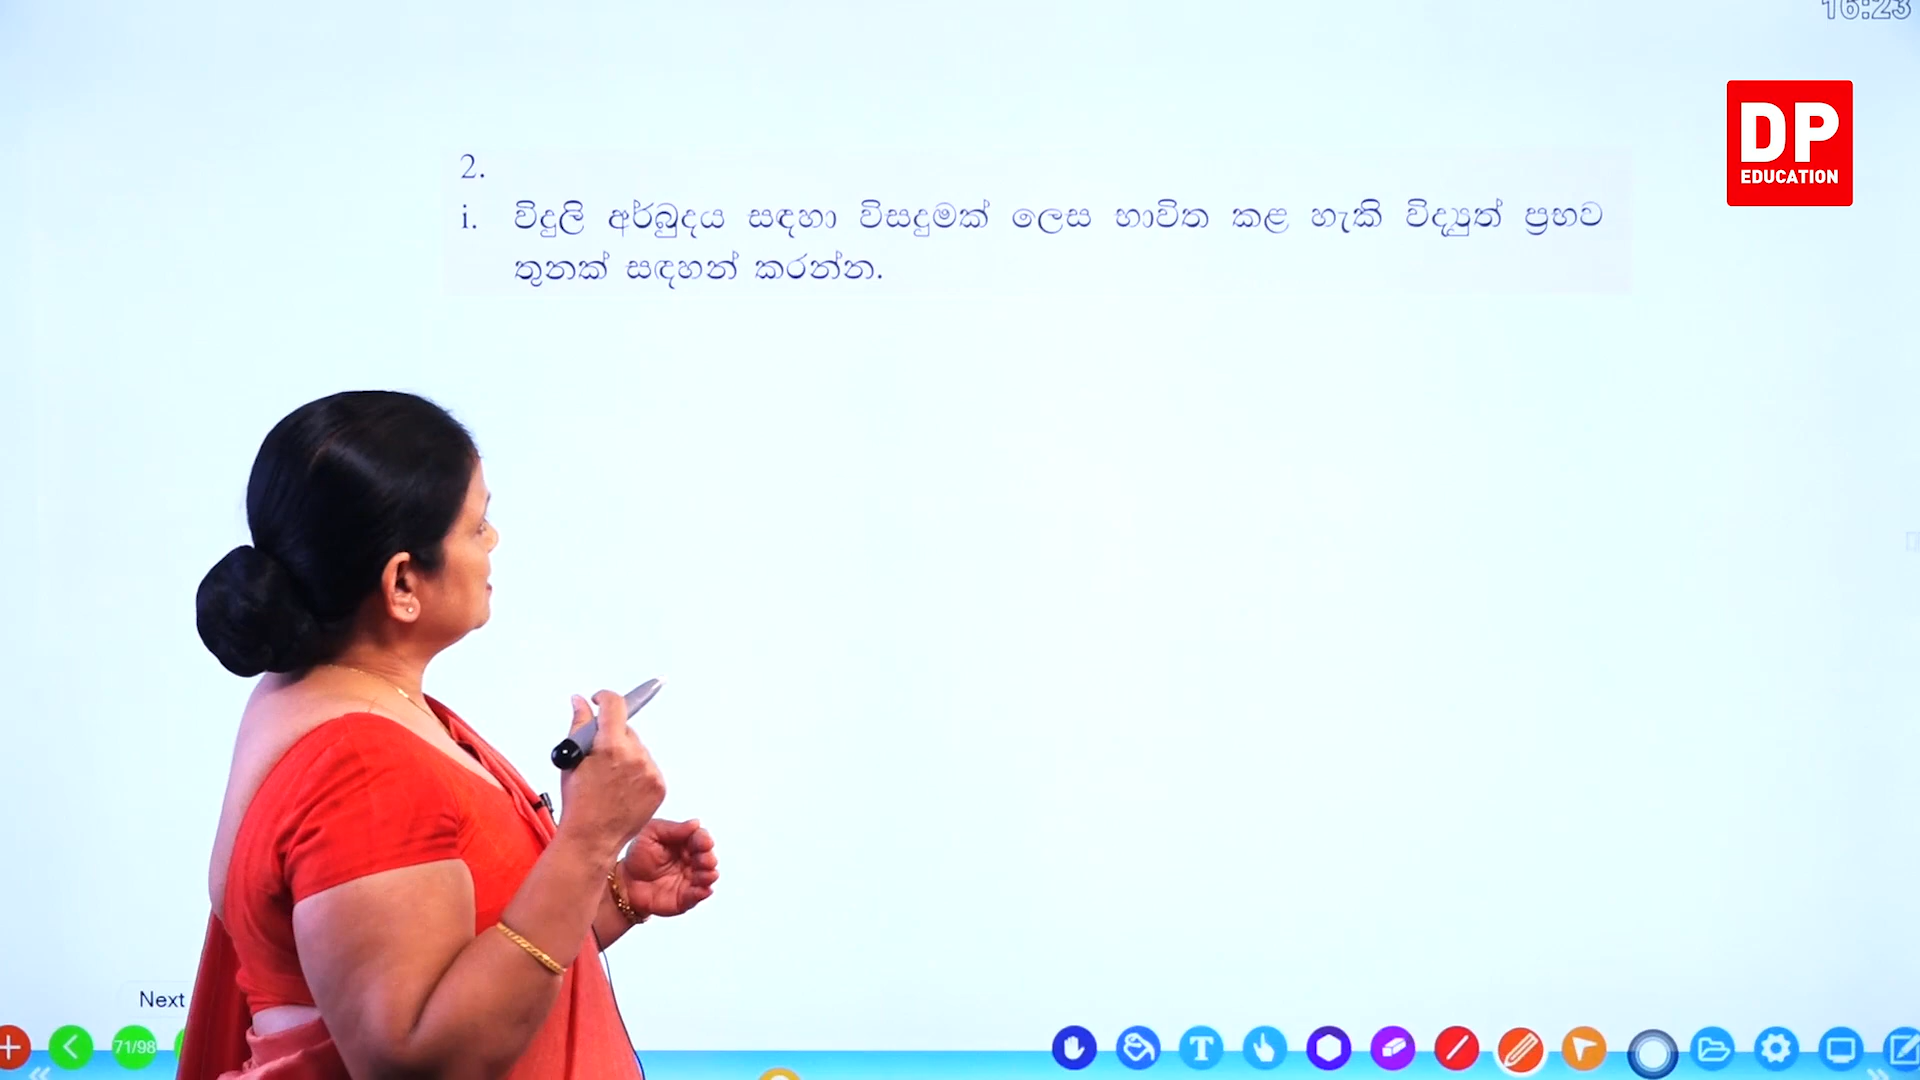 16:23
DP
EDUCATION
2.
i. විදුලි අර්බුදය සඳහා විසඳුමක් ලෙස භාවිත කළ හැකි විද්‍යුත් ප්‍රභව
තුනක් සඳහන් කරන්න.
Next
71/98
T